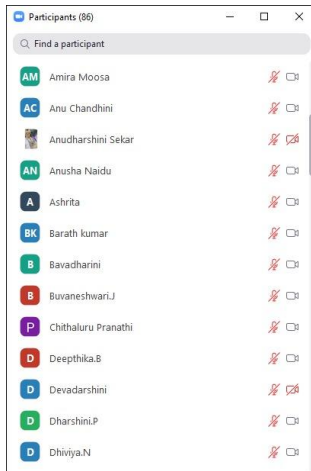 Participants (86)
Find a participant
AM Amira Moosa
AC Anu Chandhini
Anudharshini Sekar
AN Anusha Naidu
A Ashrita
BK Barath kumar
B Bavadharini
B Buvaneshwari.J
P Chithaluru Pranathi
D Deepthika.B
D Devadarshini
D Dharshini.P
D Dhiviya.N